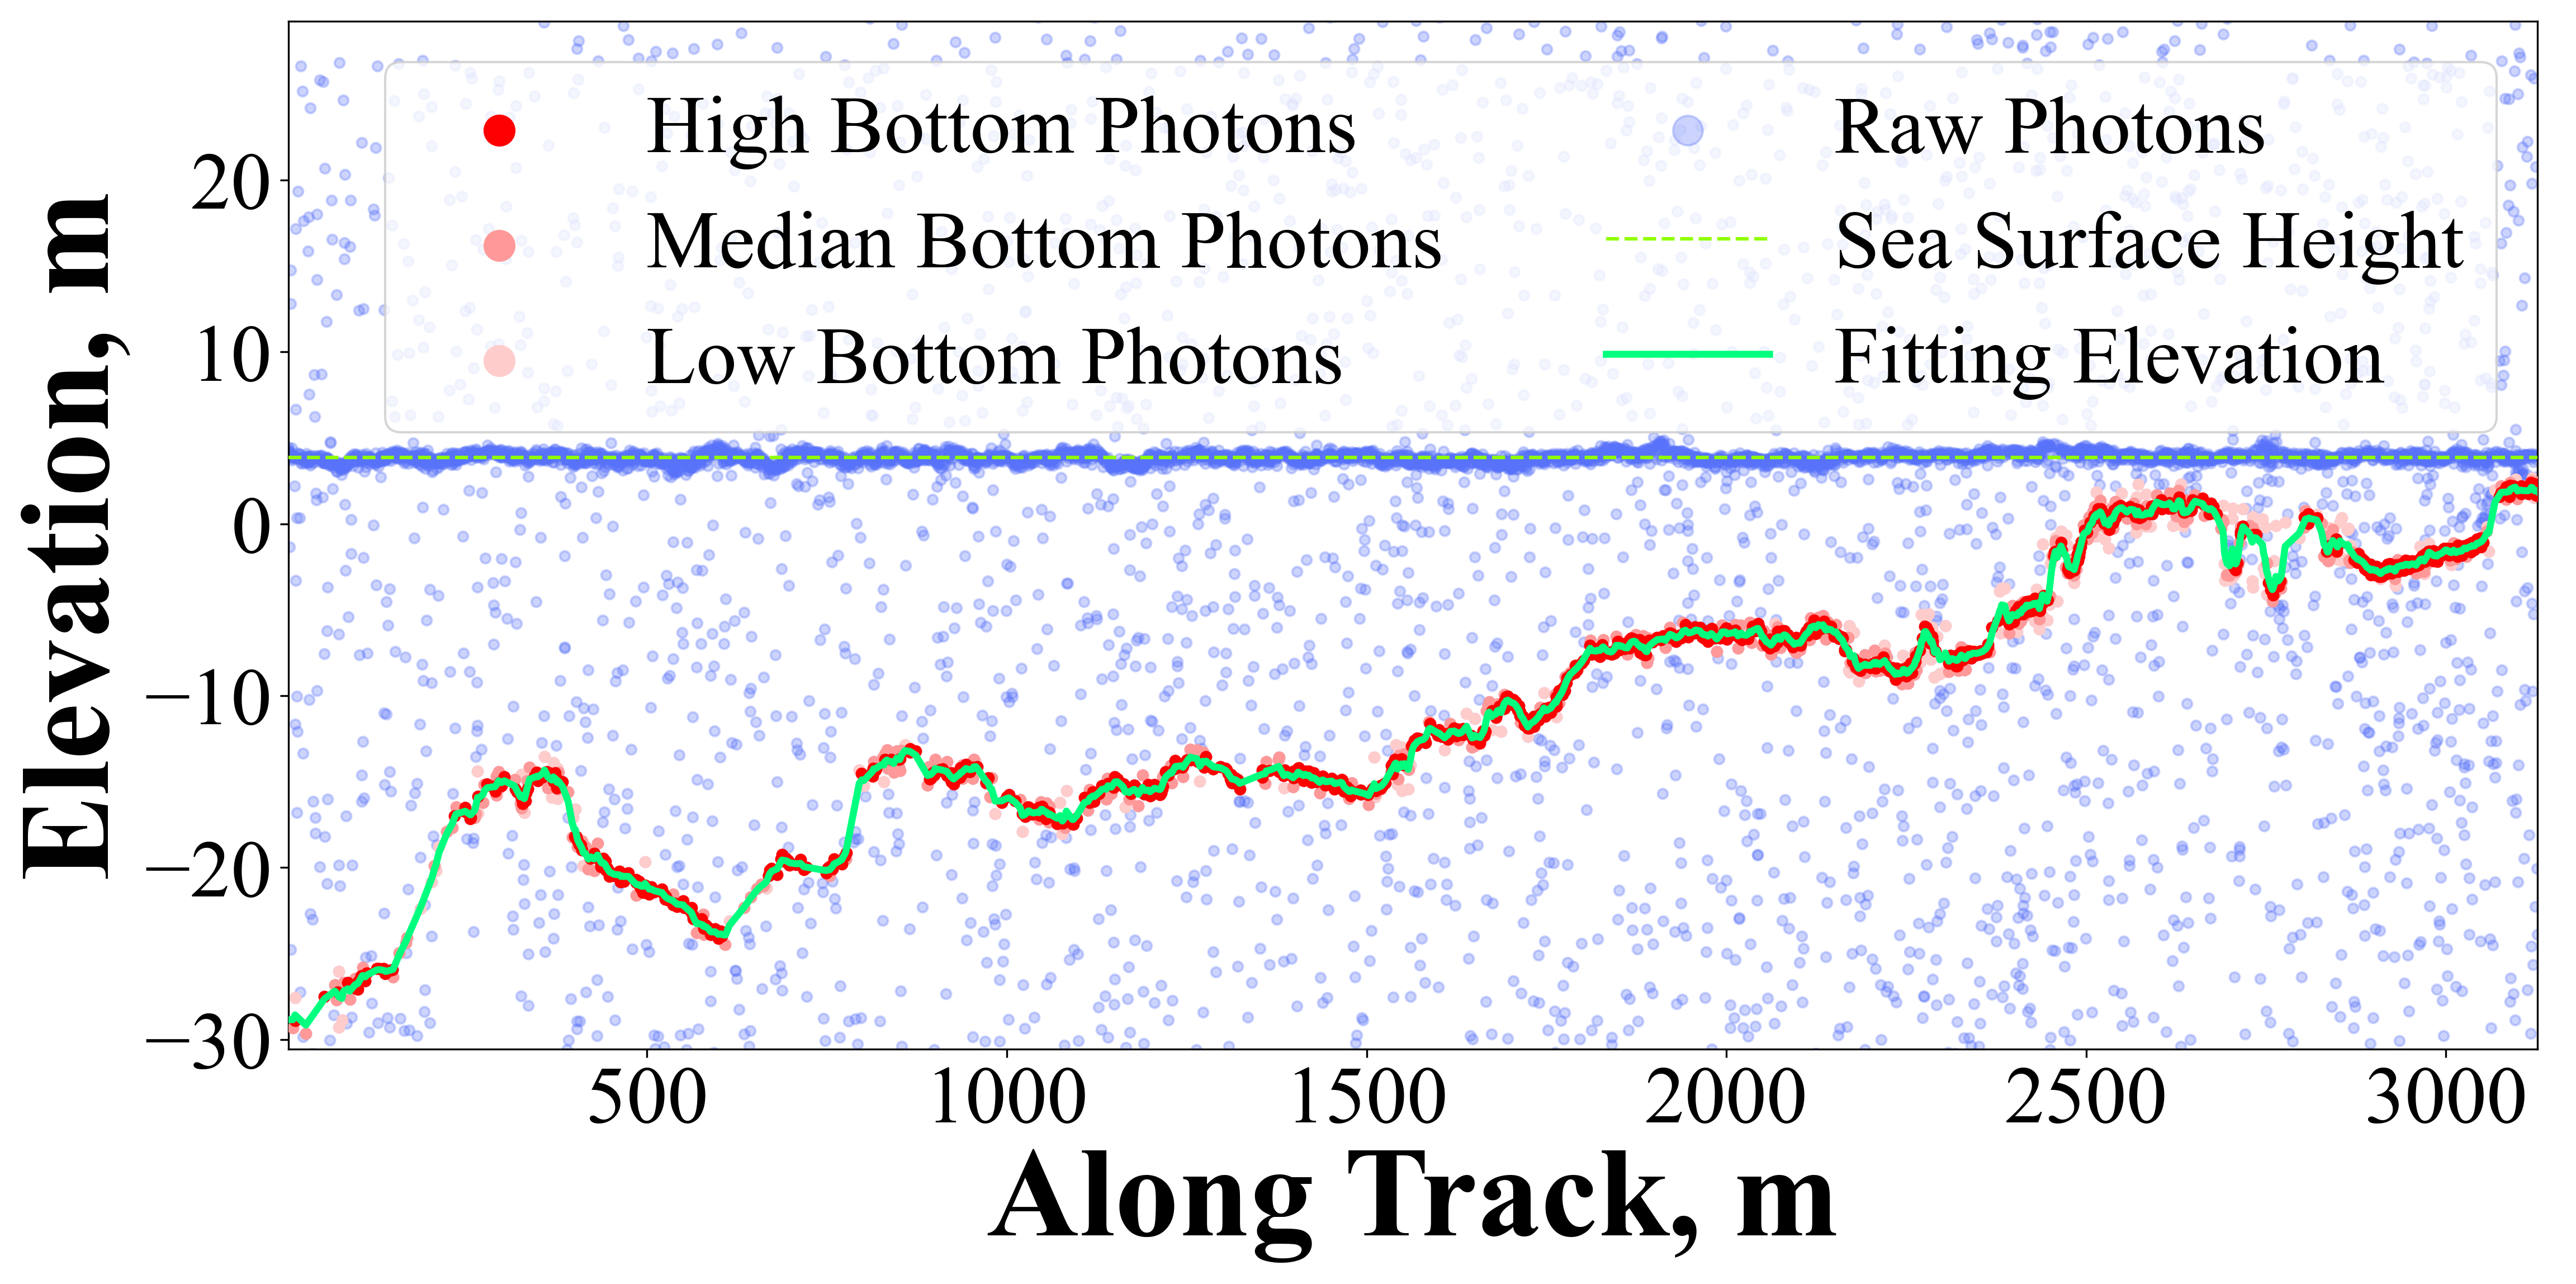 High Bottom Photons
Median Bottom Photons
Low Bottom Photons
Raw Photons
Sea Surface Height
Fitting Elevation
Elevation, m
20
10
0
−10
−20
−30
500
1000
1500
2000
2500
3000
Along Track, m